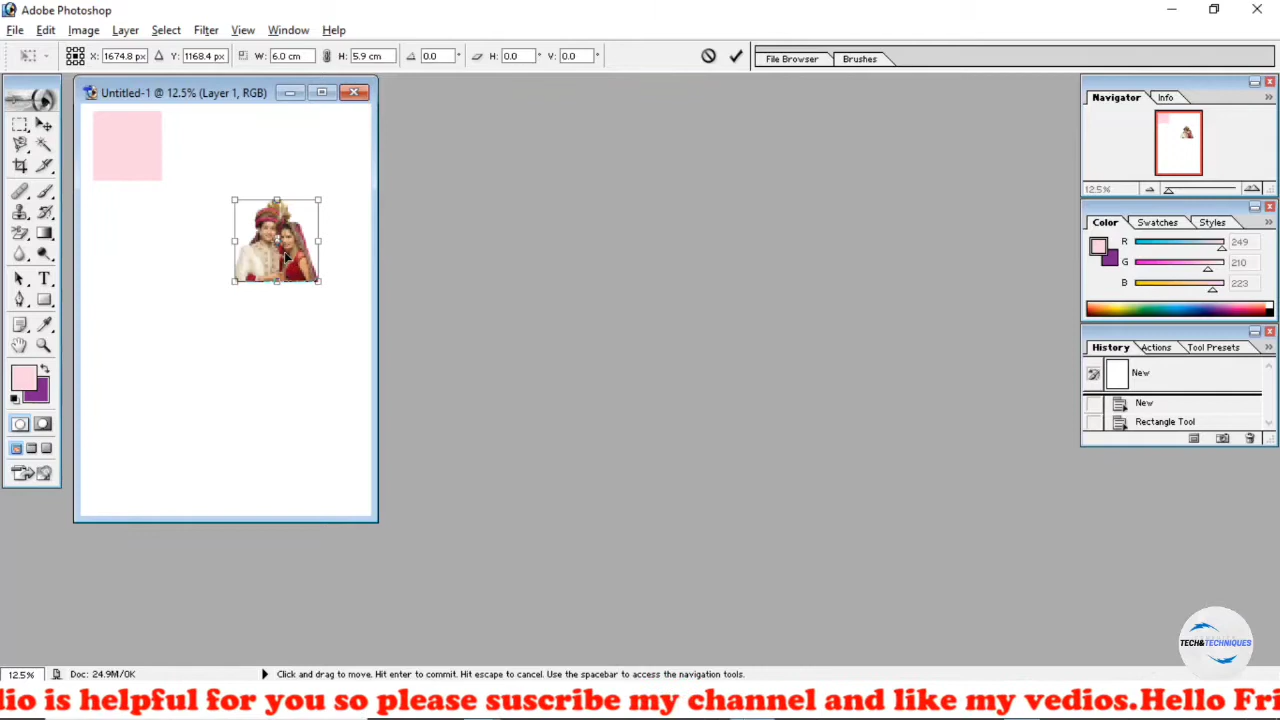 Adobe Photoshop
File Edit Image Layer Select Filter View Window Help
X: 1674.8 px Y: 1168.4 px W: 6.0 cm H: 5.9 cm 0.0 ° H: 0.0 ° V: 0.0 ° File Browser Brushes
Untitled-1 @ 12.5% (Layer 1, RGB)
Navigator Info
12.5%
Color Swatches Styles
R 249
G 210
B 223
History Actions Tool Presets
New
New
Rectangle Tool
T
TECH&TECHNIQUES
12.5% Doc: 24.9M/0K Click and drag to move. Hit enter to commit. Hit escape to cancel. Use the spacebar to access the navigation tools.
dio is helpful for you so please suscribe my channel and like my vedios.Hello Fri